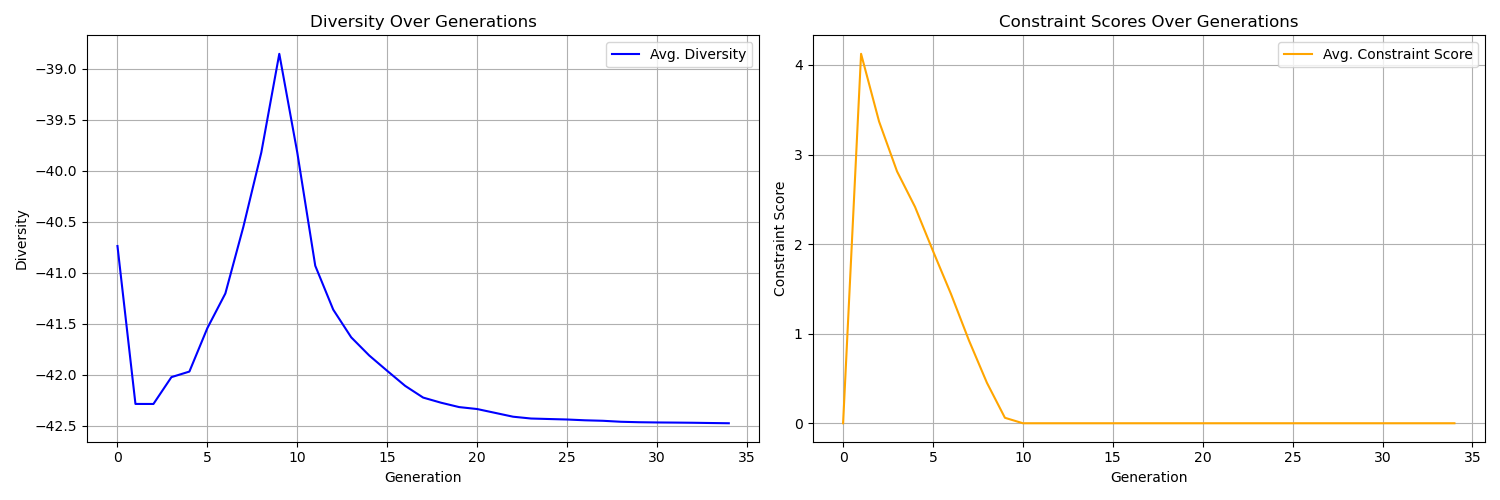 Diversity Over Generations
Avg. Diversity
Diversity
−39.0
−39.5
−40.0
−40.5
−41.0
−41.5
−42.0
−42.5
0 5 10 15 20 25 30 35
Generation
Constraint Scores Over Generations
Avg. Constraint Score
Constraint Score
4
3
2
1
0
0 5 10 15 20 25 30 35
Generation